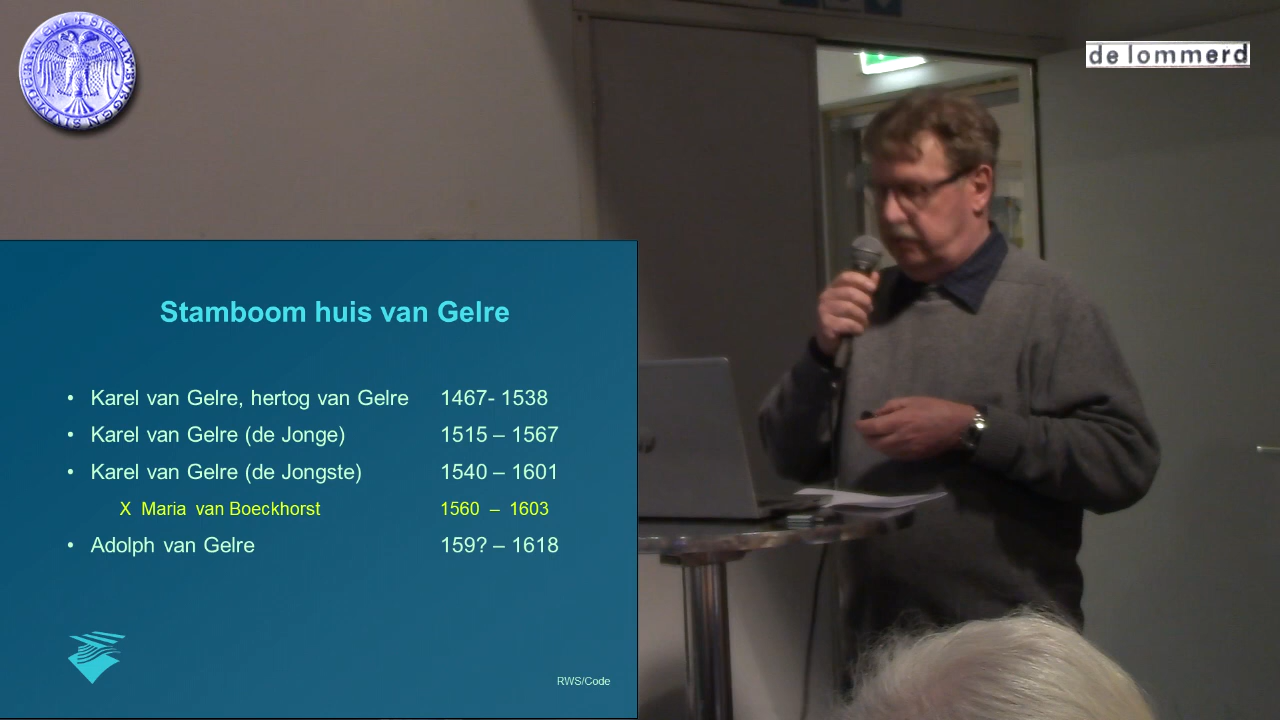 de lommerd
Stamboom huis van Gelre
• Karel van Gelre, hertog van Gelre 1467- 1538
• Karel van Gelre (de Jonge) 1515 – 1567
• Karel van Gelre (de Jongste) 1540 – 1601
X Maria van Boeckhorst 1560 – 1603
• Adolph van Gelre 159? – 1618
RWS/Code